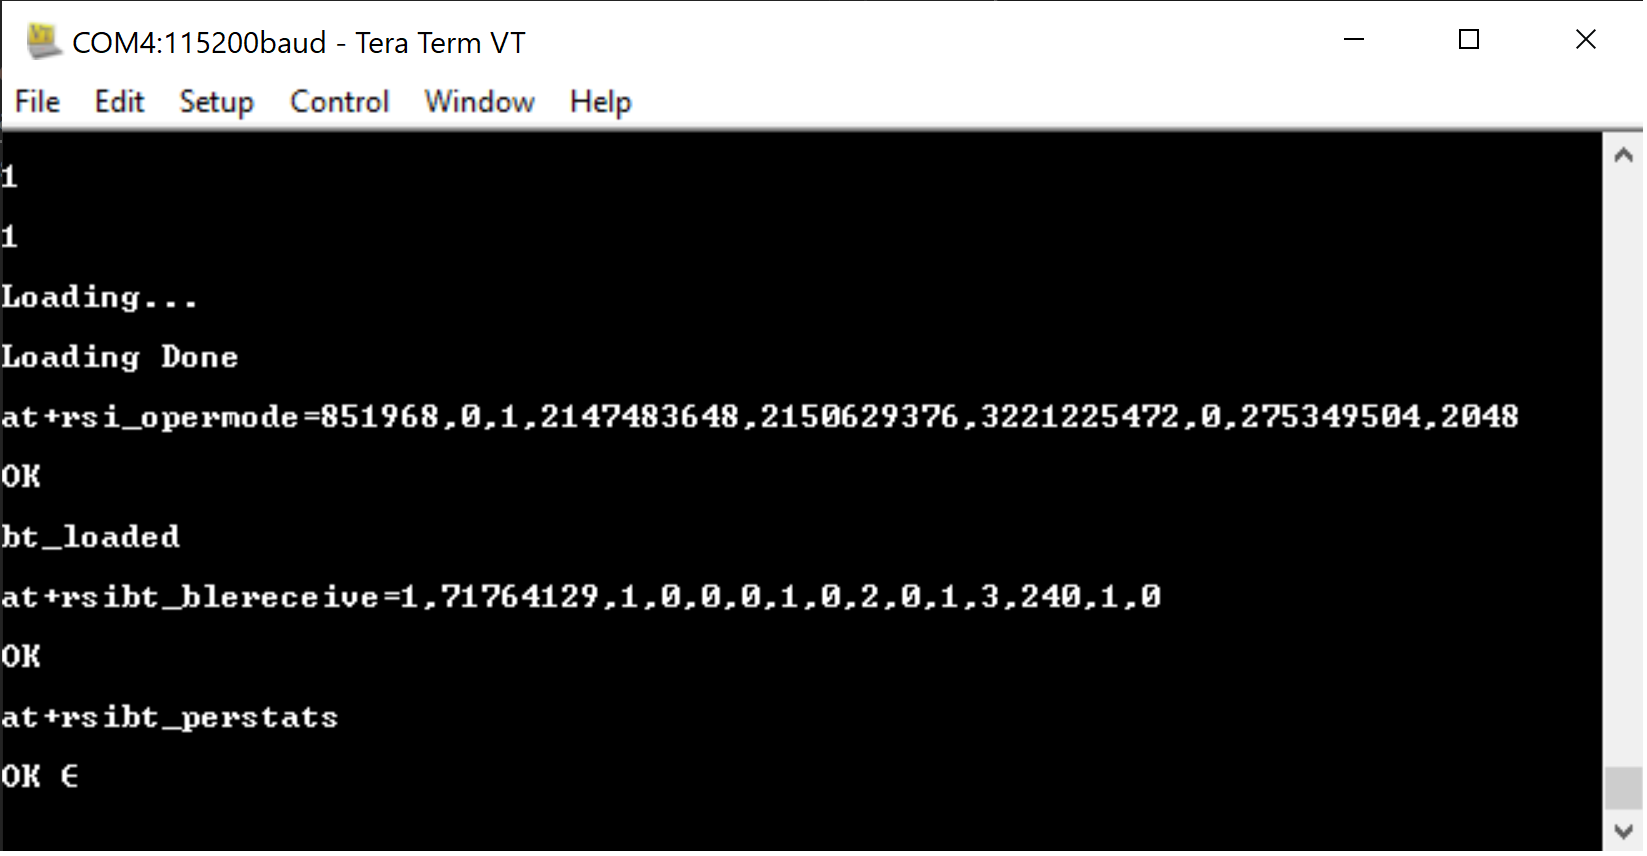 COM4:115200baud - Tera Term VT
File Edit Setup Control Window Help
1
1
Loading...
Loading Done
at+rsi_opermode=851968,0,1,2147483648,2150629376,3221225472,0,275349504,2048
OK
bt_loaded
at+rsibt_blereceive=1,71764129,1,0,0,0,1,0,2,0,1,3,240,1,0
OK
at+rsibt_perstats
OK ∈